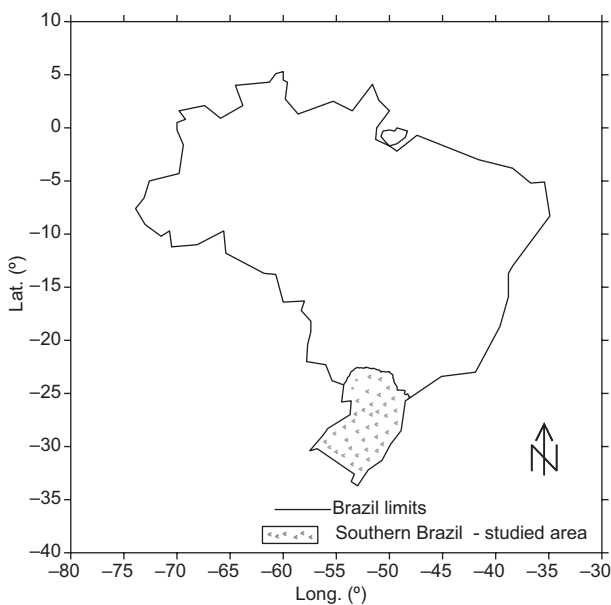 10
5
0
–5
–10
–15
–20
–25
–30
–35
–40
Lat. (º)
N
Brazil limits
Southern Brazil - studied area
–80 –75 –70 –65 –60 –55 –50 –45 –40 –35 –30
Long. (º)